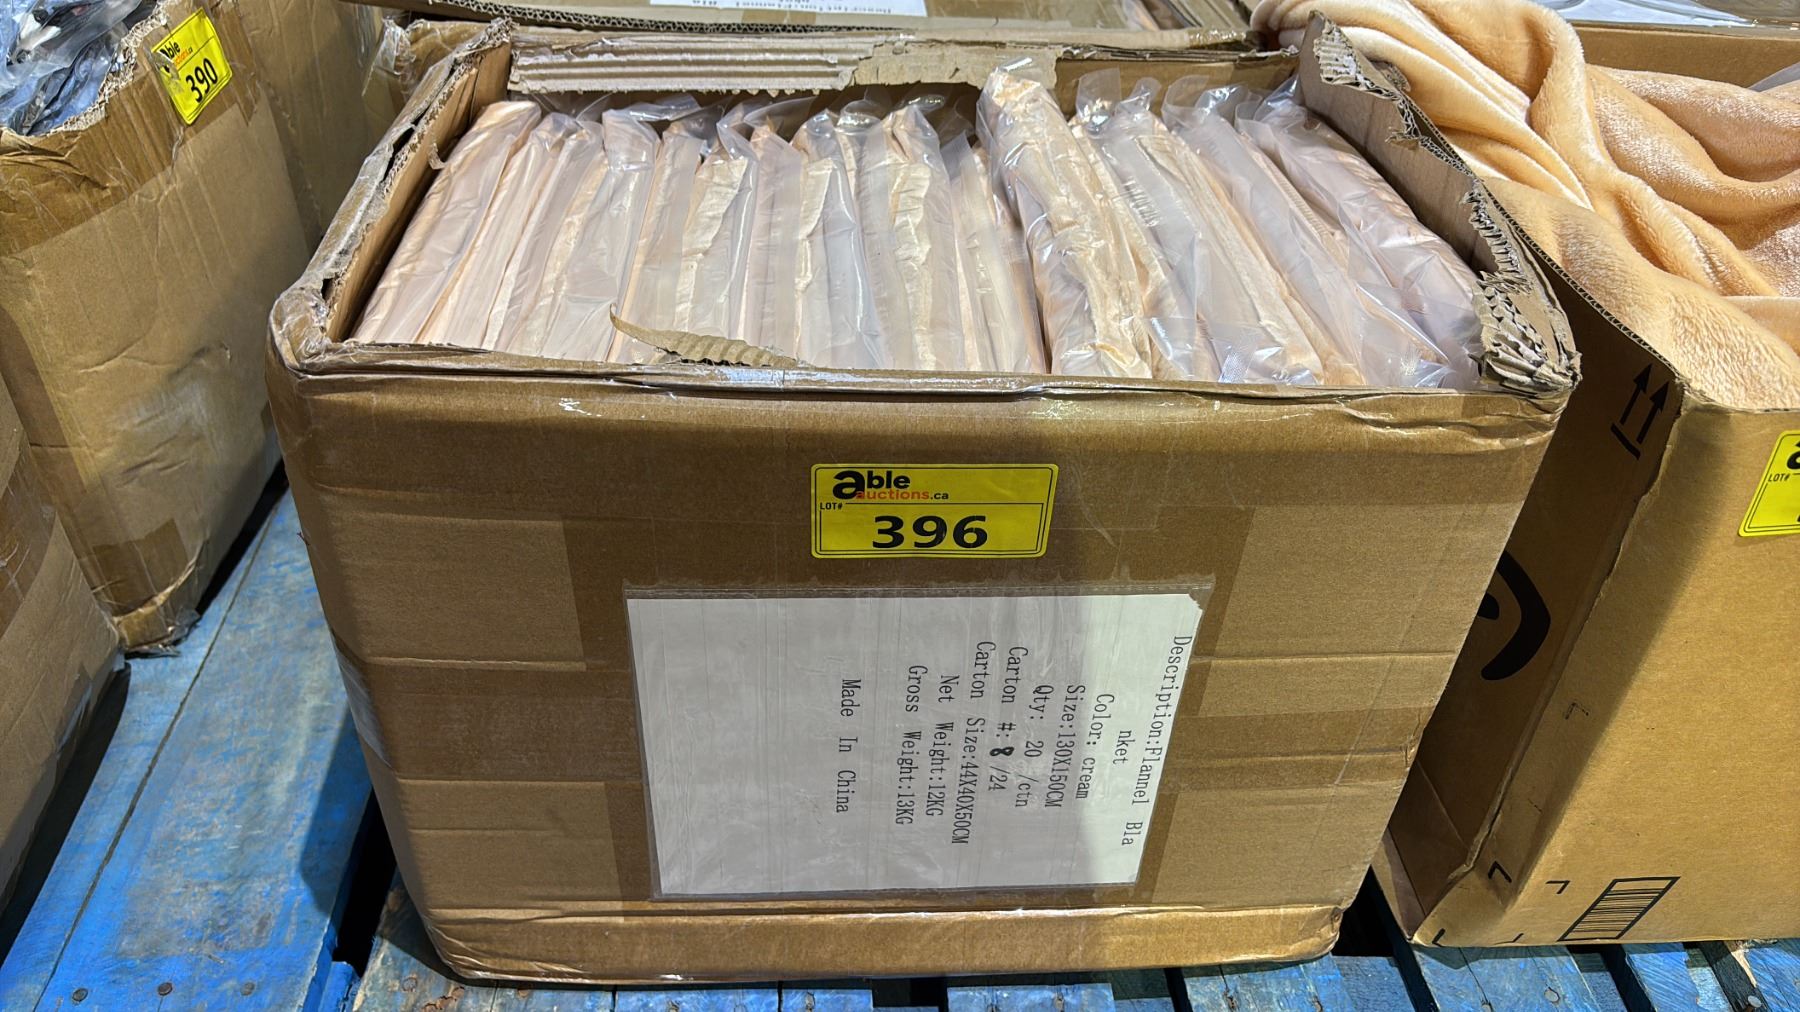 able
auctions.ca
LOT#
396
Description:Flannel Bla
nket
Color: cream
Size:130X150CM
Qty: 20 /ctn
Carton #: 8 /24
Carton Size:44X40X50CM
Net Weight:12KG
Gross Weight:13KG
Made In China
able
390
LOT#